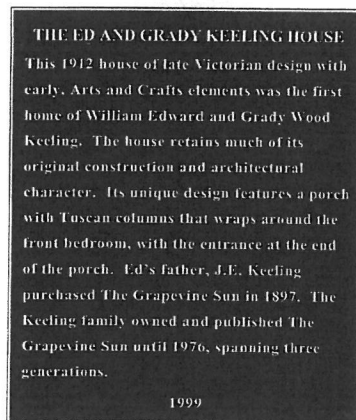 THE ED AND GRADY KEELING HOUSE
This 1912 house of late Victorian design with
early, Arts and Crafts elements was the first
home of William Edward and Grady Wood
Keeling. The house retains much of its
original construction and architectural
character. Its unique design features a porch
with Tuscan columns that wraps around the
front bedroom, with the entrance at the end
of the porch. Ed's father, J.E. Keeling
purchased The Grapevine Sun in 1897. The
Keeling family owned and published The
Grapevine Sun until 1976, spanning three
generations.
1999